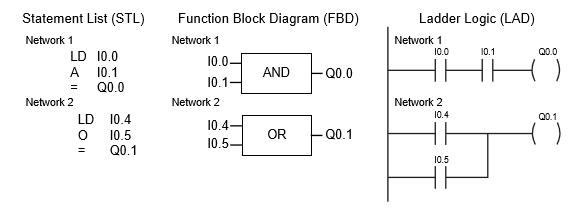 Statement List (STL)
Network 1
LD I0.0
A I0.1
= Q0.0
Network 2
LD I0.4
O I0.5
= Q0.1
Function Block Diagram (FBD)
Network 1
I0.0
I0.1
AND
Q0.0
Network 2
I0.4
I0.5
OR
Q0.1
Ladder Logic (LAD)
Network 1
I0.0 I0.1 Q0.0
Network 2
I0.4 Q0.1
I0.5